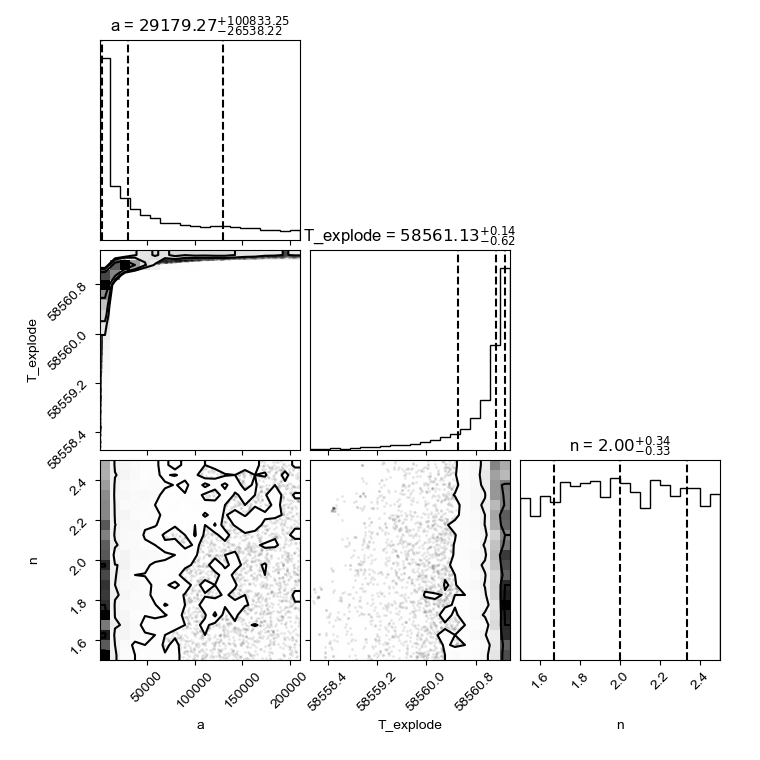 a = 29179.27+100833.25−26538.22
T_explode = 58561.13+0.14−0.62
58560.8
58560.0
59559.2
58558.4
T_explode
n = 2.00+0.34−0.33
2.4
2.2
2.0
1.8
1.6
n
50000
100000
150000
200000
a
58558.4
58559.2
58560.0
58560.8
T_explode
1.6
1.8
2.0
2.2
2.4
n